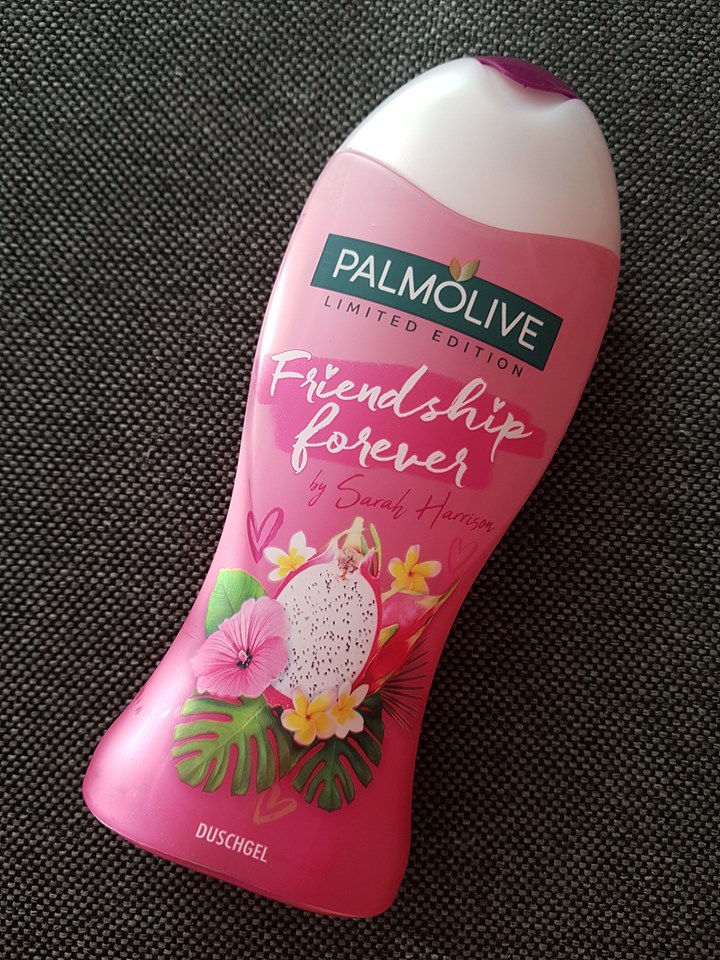 PALMOLIVE
LIMITED EDITION
Friendship
forever
by Sarah Harrison
DUSCHGEL